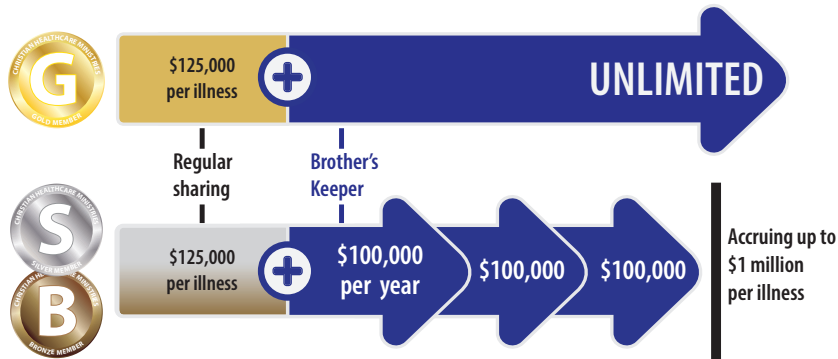 CHRISTIAN HEALTHCARE MINISTRIES
G
GOLD MEMBER
$125,000
per illness
UNLIMITED
Regular
sharing
Brother's
Keeper
CHRISTIAN HEALTHCARE MINISTRIES
S
SILVER MEMBER
CHRISTIAN HEALTHCARE MINISTRIES
B
BRONZE MEMBER
$125,000
per illness
$100,000
per year
$100,000
$100,000
Accruing up to
$1 million
per illness